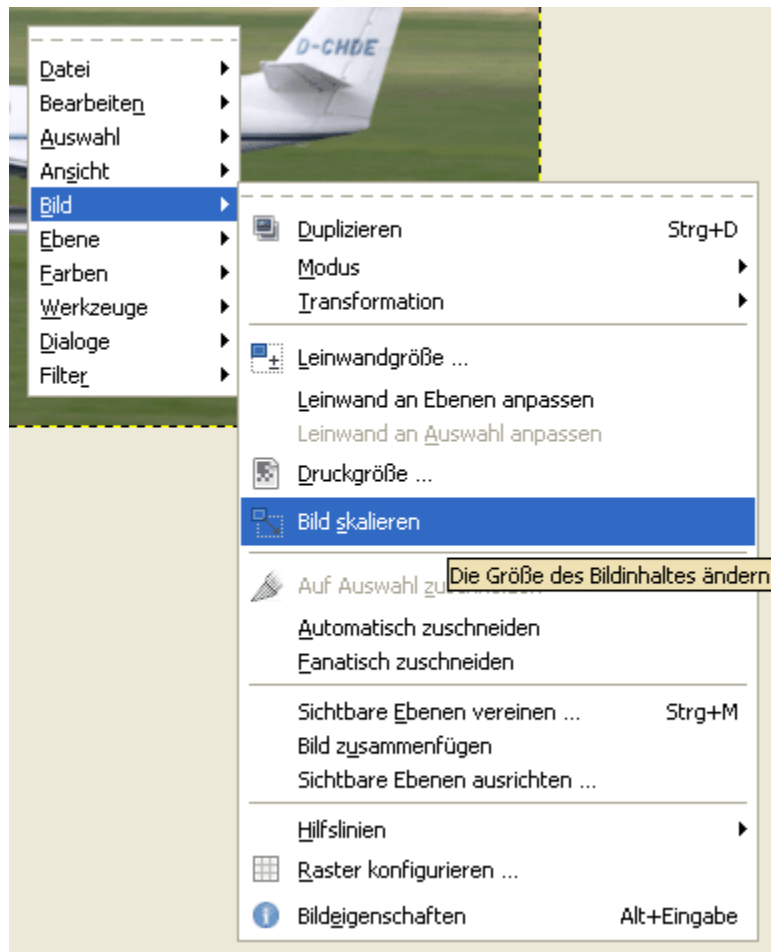 D-CHDE
Datei
Bearbeiten
Auswahl
Ansicht
Bild
Ebene
Farben
Werkzeuge
Dialoge
Filter
Duplizieren Strg+D
Modus
Transformation
Leinwandgröße ...
Leinwand an Ebenen anpassen
Leinwand an Auswahl anpassen
Druckgröße ...
Bild skalieren
Die Größe des Bildinhaltes ändern
Auf Auswahl
Automatisch zuschneiden
Fanatisch zuschneiden
Sichtbare Ebenen vereinen ... Strg+M
Bild zusammenfügen
Sichtbare Ebenen ausrichten ...
Hilfslinien
Raster konfigurieren ...
Bildeigenschaften Alt+Eingabe